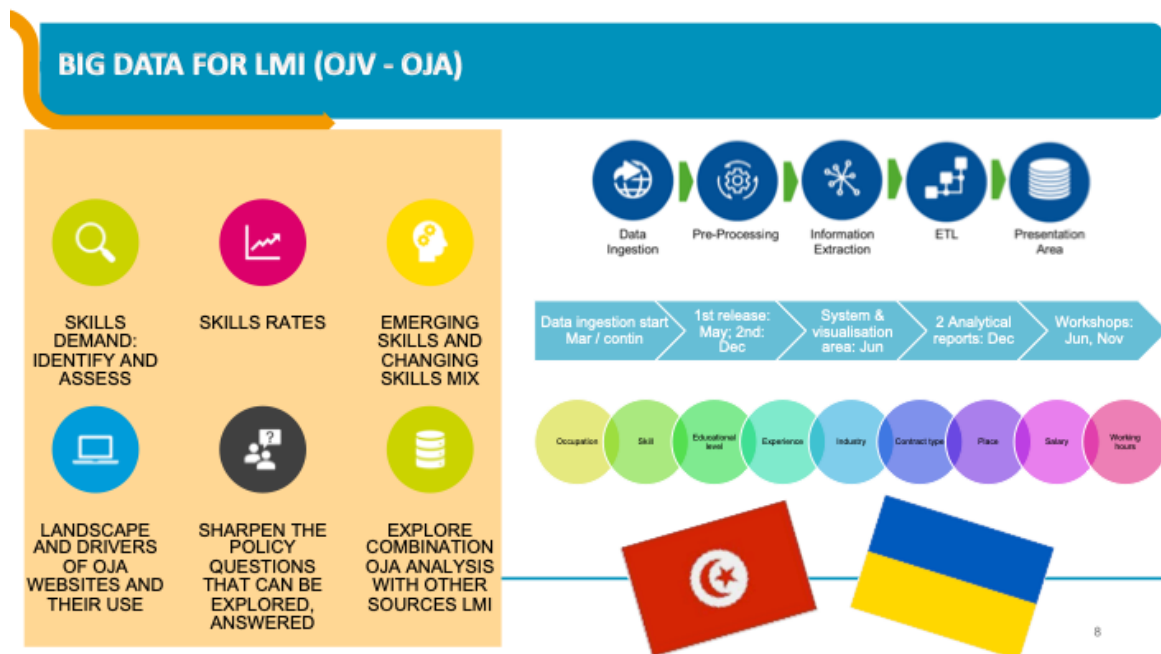 BIG DATA FOR LMI (OJV - OJA)
SKILLS
DEMAND:
IDENTIFY AND
ASSESS
SKILLS RATES
EMERGING
SKILLS AND
CHANGING
SKILLS MIX
LANDSCAPE
AND DRIVERS
OF OJA
WEBSITES AND
THEIR USE
SHARPEN THE
POLICY
QUESTIONS
THAT CAN BE
EXPLORED,
ANSWERED
EXPLORE
COMBINATION
OJA ANALYSIS
WITH OTHER
SOURCES LMI
Data
Ingestion
Pre-Processing
Information
Extraction
ETL
Presentation
Area
Data ingestion start
Mar / contin
1st release:
May; 2nd:
Dec
System &
visualisation
area: Jun
2 Analytical
reports: Dec
Workshops:
Jun, Nov
Occupation
Skill
Educational
level
Experience
Industry
Contract type
Place
Salary
Working
hours
8